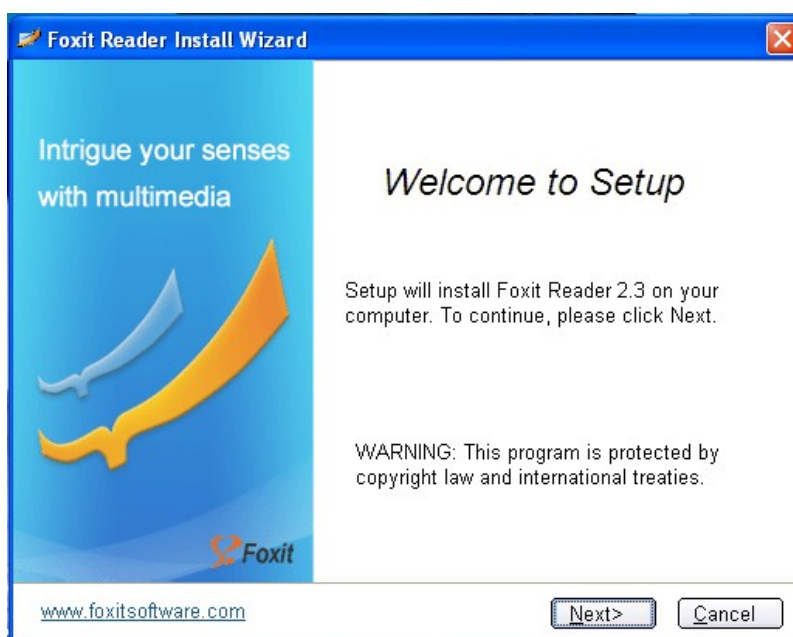 Foxit Reader Install Wizard
Intrigue your senses
with multimedia
Welcome to Setup
Setup will install Foxit Reader 2.3 on your
computer. To continue, please click Next.
WARNING: This program is protected by
copyright law and international treaties.
Foxit
www.foxitsoftware.com
Next>
Cancel